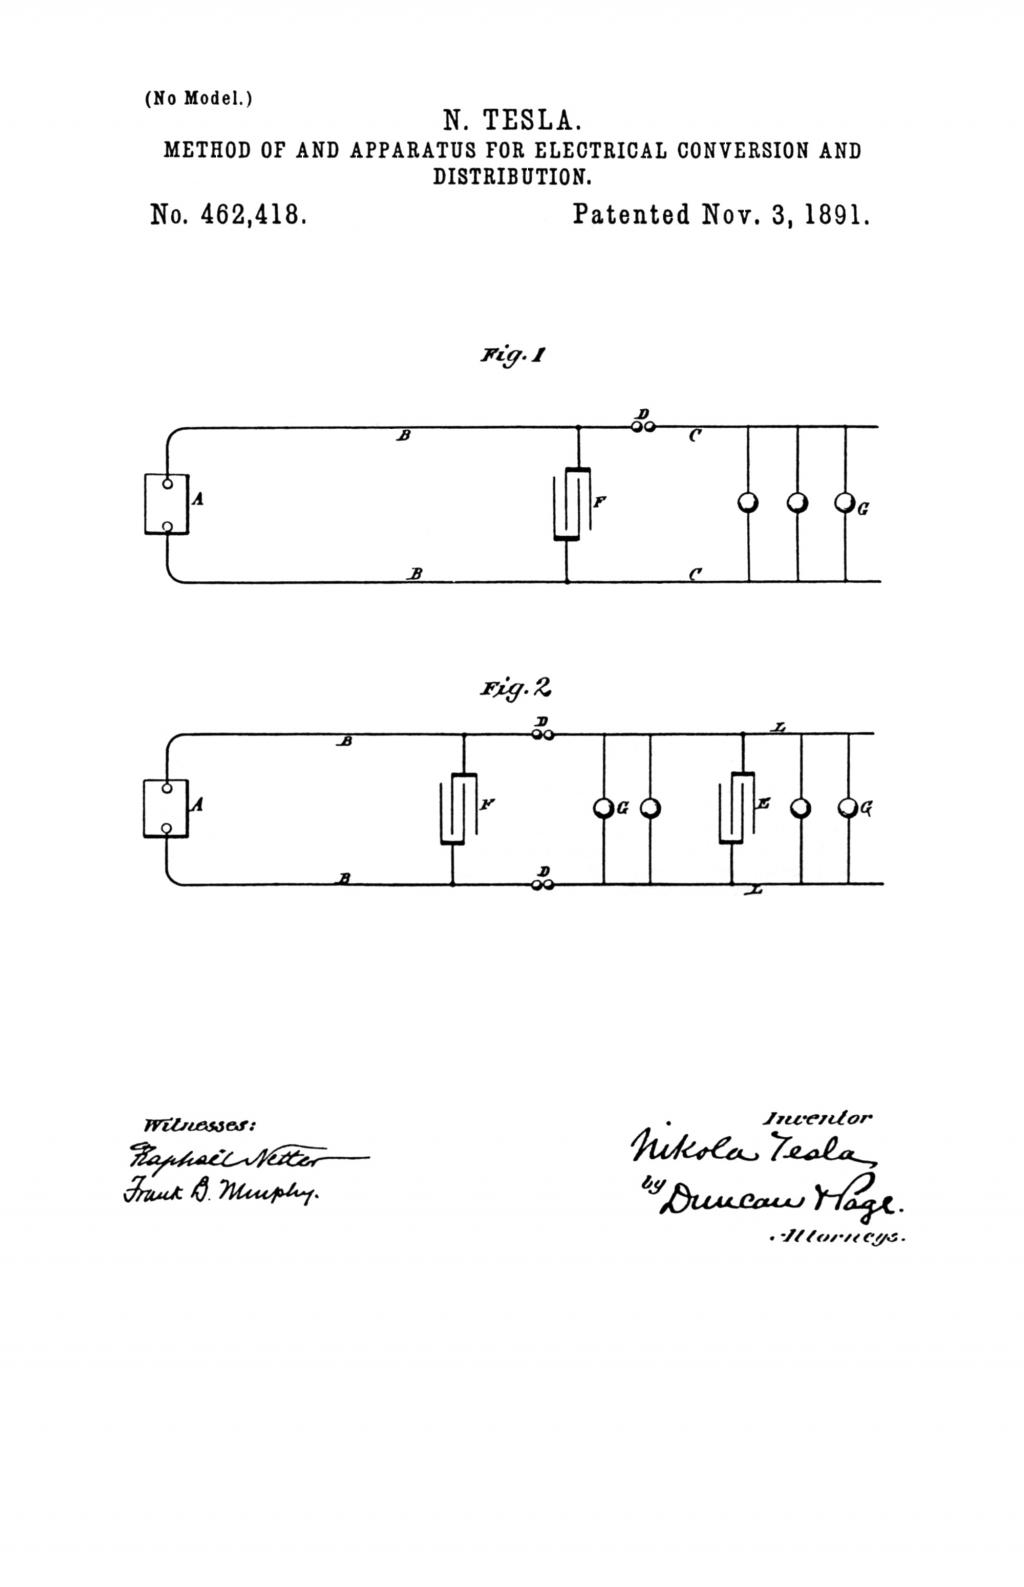 (No Model.)
N. TESLA.
METHOD OF AND APPARATUS FOR ELECTRICAL CONVERSION AND
DISTRIBUTION.
No. 462,418.
Patented Nov. 3, 1891.
Fig. 1
D
B
C
A
F
G
B
C
Fig. 2
D
L
B
A
F
G
E
G
B
D
L
Witnesses:
Raphaël Netter
Frank B. Murphy.
Inventor
Nikola Tesla
by
Duncan & Page.
Attorneys.